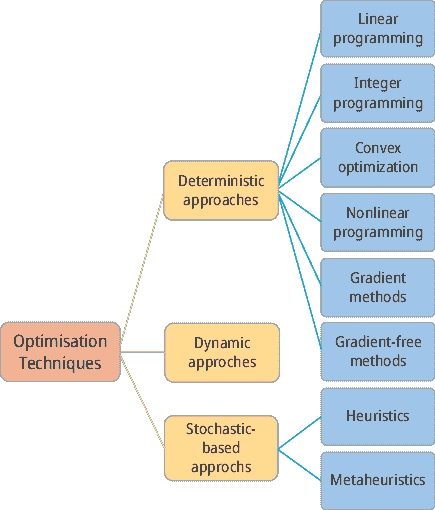 Optimisation
Techniques
Deterministic
approaches
Linear
programming
Integer
programming
Convex
optimization
Nonlinear
programming
Gradient
methods
Gradient-free
methods
Dynamic
approches
Stochastic-
based
approchs
Heuristics
Metaheuristics